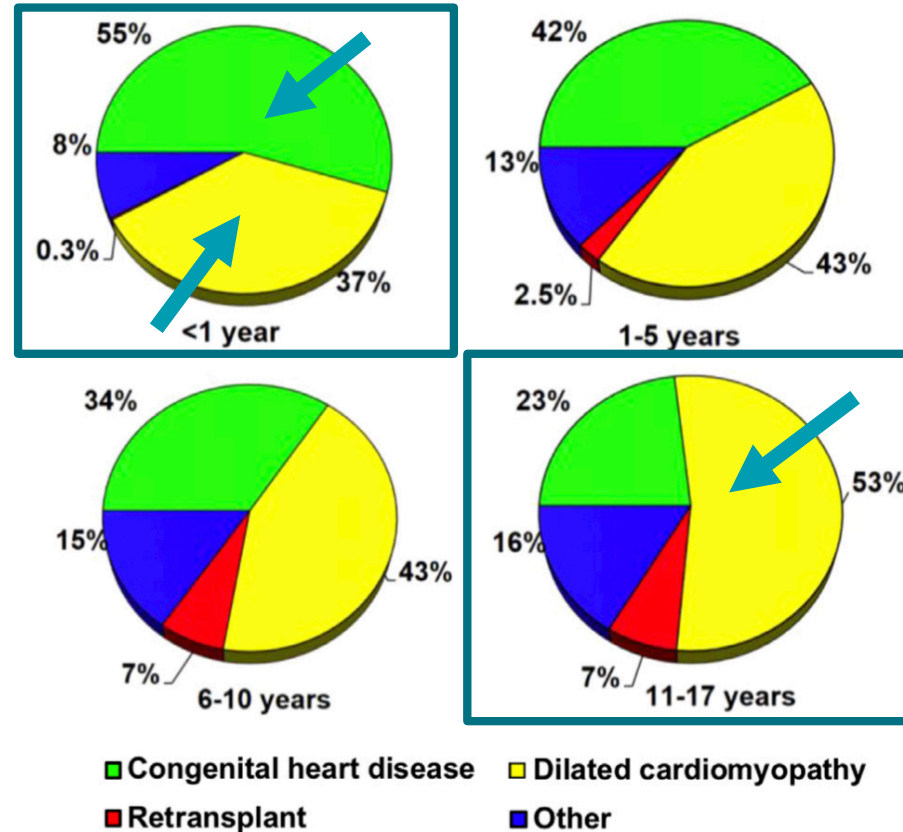 55%
8%
0.3%
37%
<1 year
42%
13%
2.5%
43%
1-5 years
34%
15%
7%
43%
6-10 years
23%
16%
7%
53%
11-17 years
Congenital heart disease
Dilated cardiomyopathy
Retransplant
Other